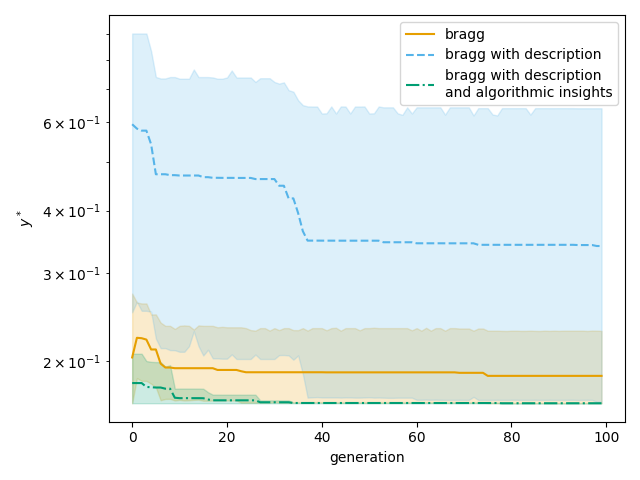 bragg
bragg with description
bragg with description
and algorithmic insights
y*
6 × 10⁻¹
4 × 10⁻¹
3 × 10⁻¹
2 × 10⁻¹
0 20 40 60 80 100
generation